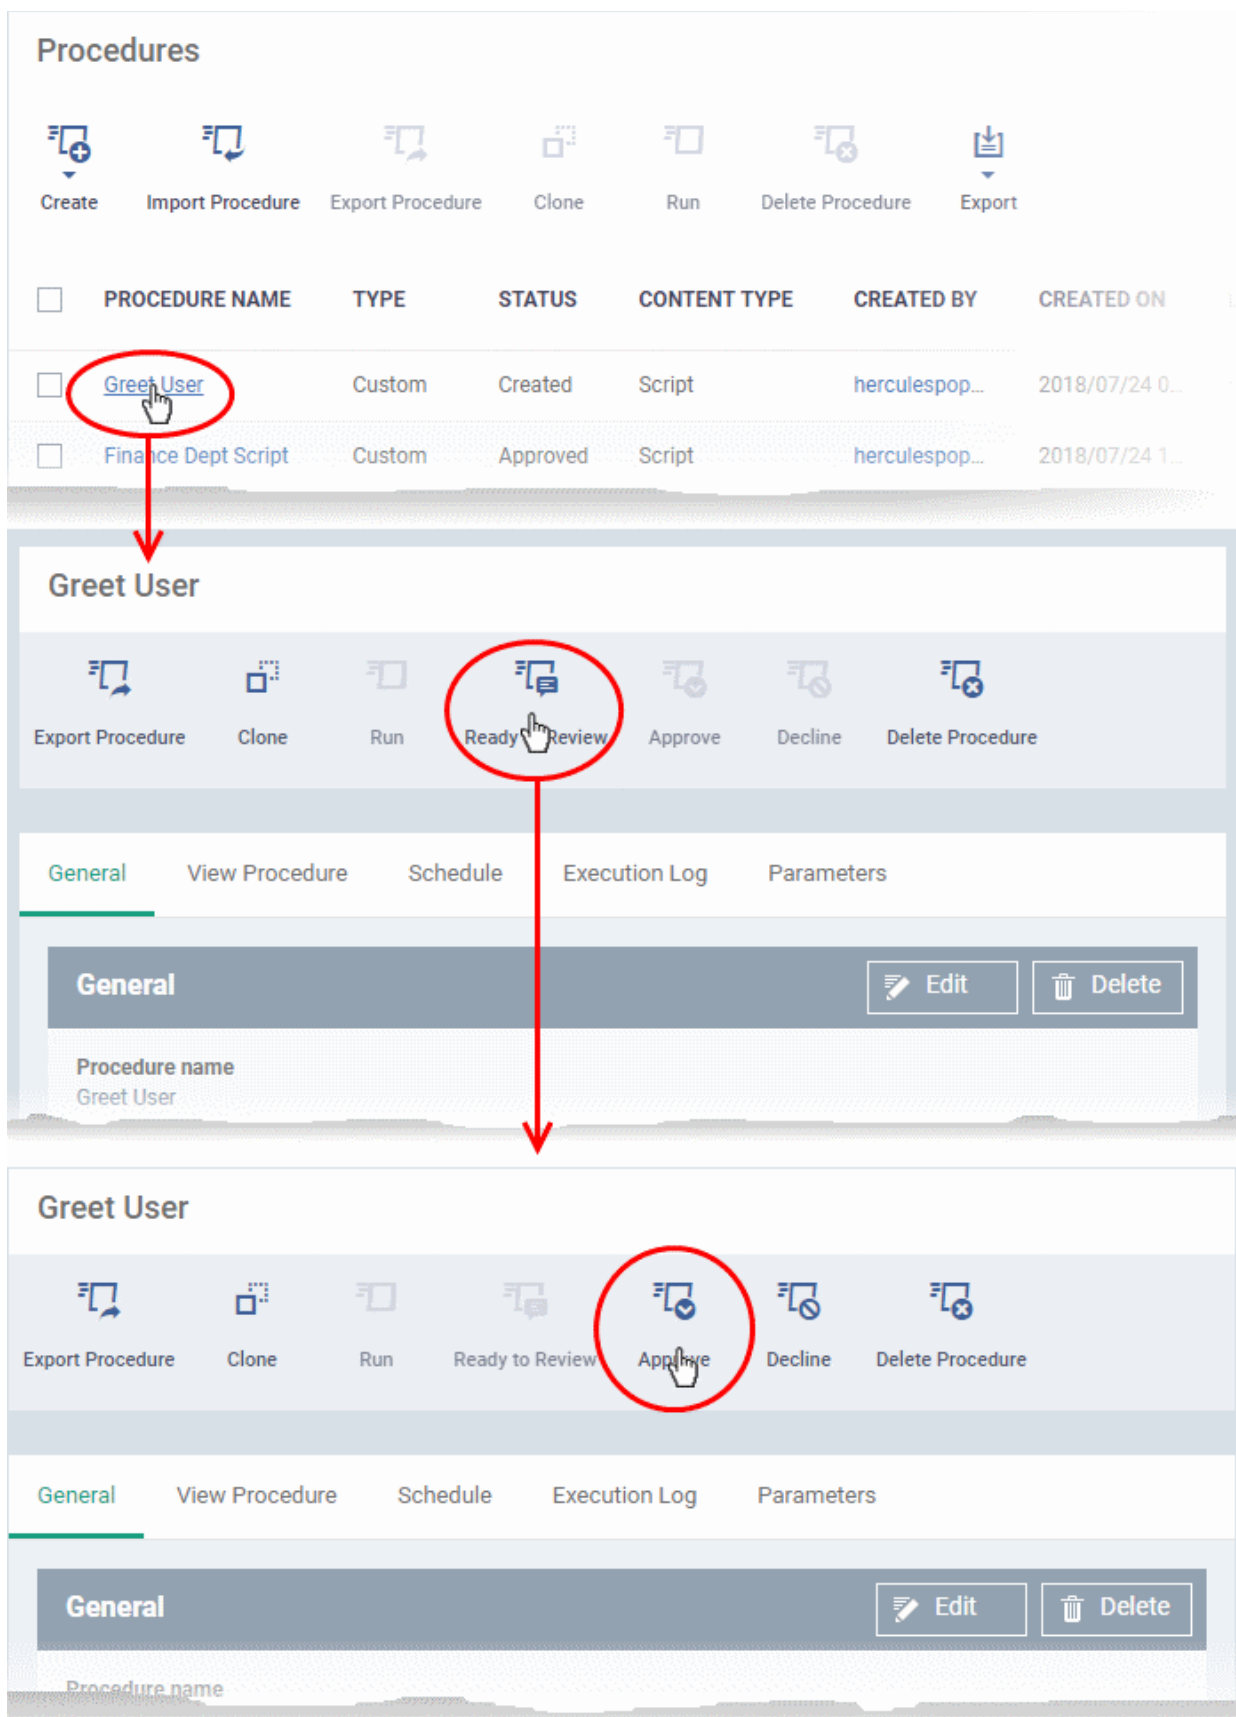 Procedures
Create Import Procedure Export Procedure Clone Run Delete Procedure Export
PROCEDURE NAME TYPE STATUS CONTENT TYPE CREATED BY CREATED ON
Greet User Custom Created Script herculespop... 2018/07/24 0...
Finance Dept Script Custom Approved Script herculespop... 2018/07/24 1...
Greet User
Export Procedure Clone Run Ready Review Approve Decline Delete Procedure
General View Procedure Schedule Execution Log Parameters
General Edit Delete
Procedure name
Greet User
Greet User
Export Procedure Clone Run Ready to Review Approve Decline Delete Procedure
General View Procedure Schedule Execution Log Parameters
General Edit Delete
Procedure name